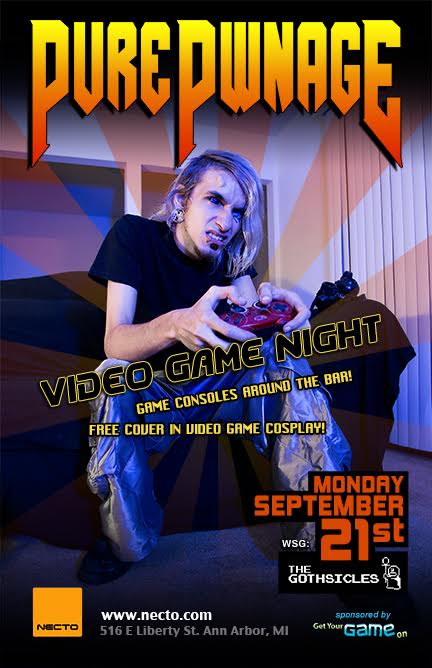 PURE PWNAGE
VIDEO GAME NIGHT
GAME CONSOLES AROUND THE BAR!
FREE COVER IN VIDEO GAME COSPLAY!
MONDAY
SEPTEMBER
21st
WSG:
THE
GOTHSICLES
NECTO
www.necto.com
516 E Liberty St. Ann Arbor, MI
sponsored by
Get Your Game on